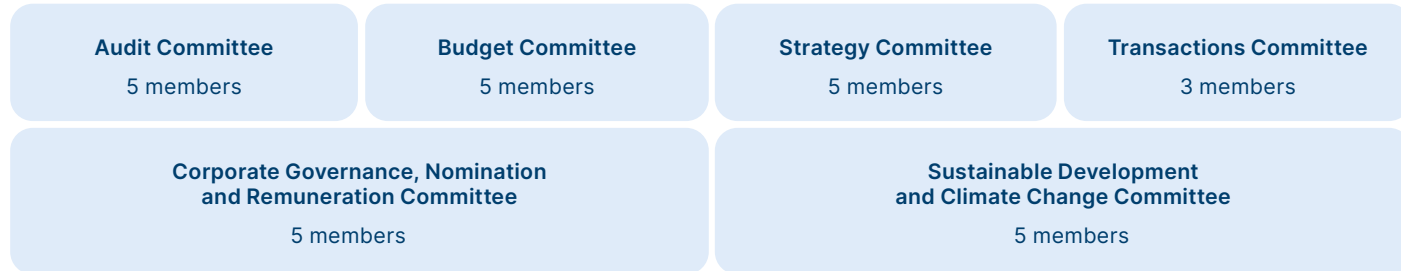 Audit Committee
5 members
Budget Committee
5 members
Strategy Committee
5 members
Transactions Committee
3 members
Corporate Governance, Nomination
and Remuneration Committee
5 members
Sustainable Development
and Climate Change Committee
5 members